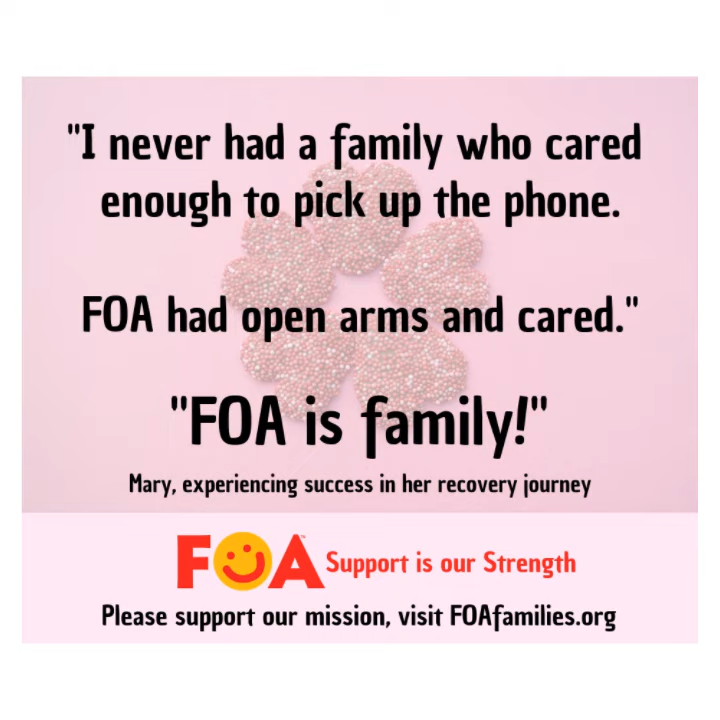 "I never had a family who cared
enough to pick up the phone.
FOA had open arms and cared."
"FOA is family!"
Mary, experiencing success in her recovery journey
FOA™ Support is our Strength
Please support our mission, visit FOAfamilies.org